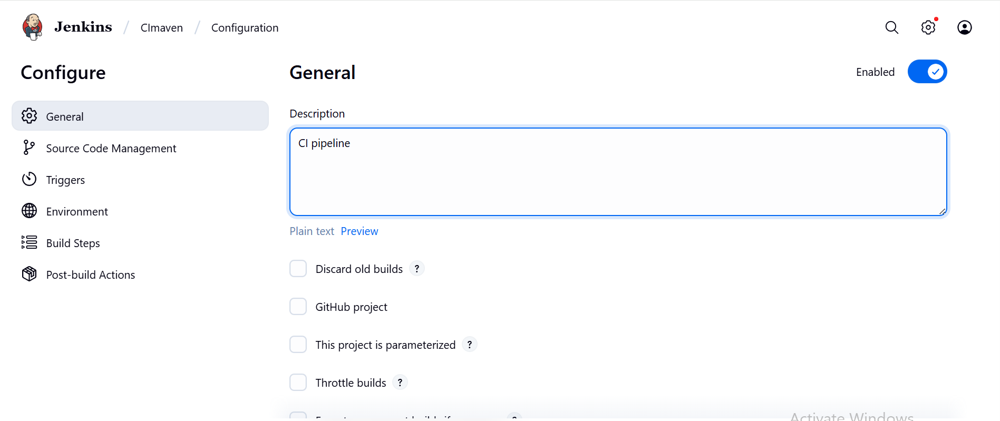 Jenkins / CImaven / Configuration
Configure
General
Source Code Management
Triggers
Environment
Build Steps
Post-build Actions
General
Enabled
Description
CI pipeline
Plain text Preview
Discard old builds ?
GitHub project
This project is parameterized ?
Throttle builds ?
Activate Windows